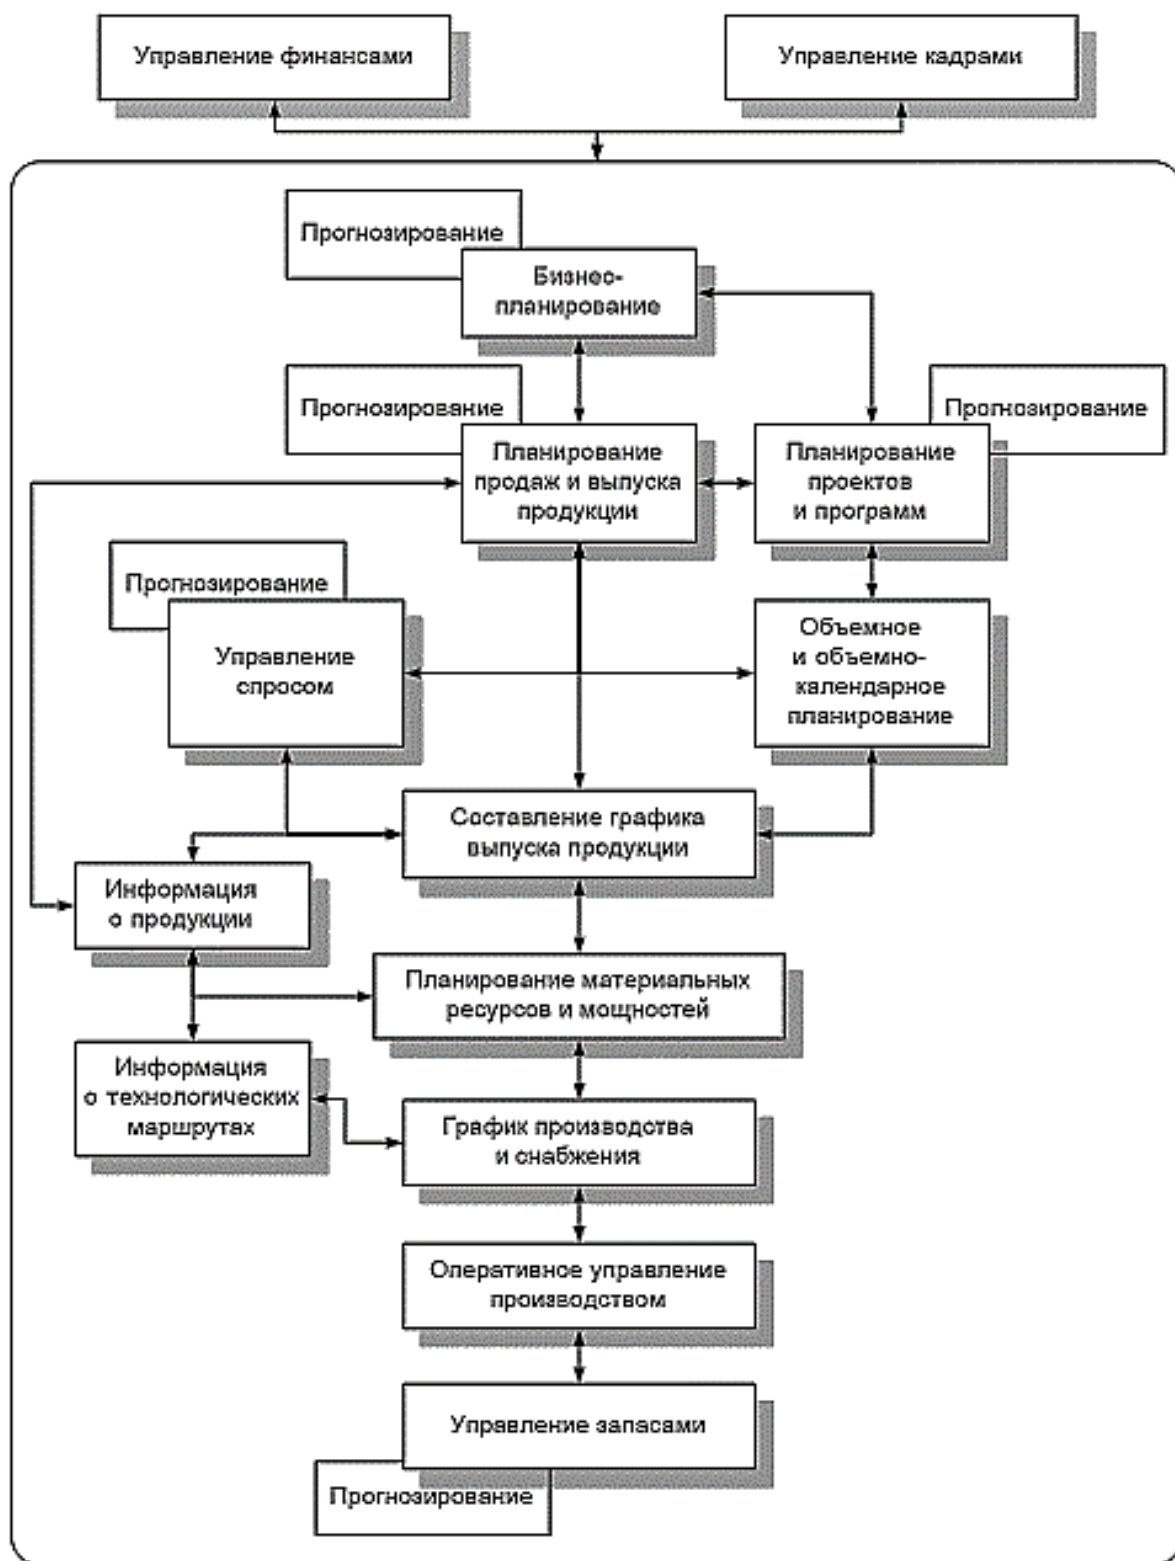 Управление финансами
Управление кадрами
Прогнозирование
Бизнес-
планирование
Прогнозирование
Прогнозирование
Планирование
продаж и выпуска
продукции
Планирование
проектов
и программ
Прогнозирование
Управление
спросом
Объемное
и объемно-
календарное
планирование
Составление графика
выпуска продукции
Информация
о продукции
Планирование материальных
ресурсов и мощностей
Информация
о технологических
маршрутах
График производства
и снабжения
Оперативное управление
производством
Управление запасами
Прогнозирование